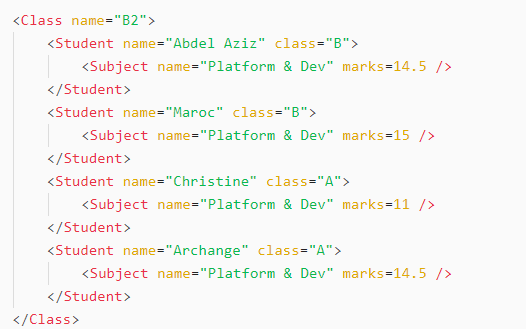 <Class name="B2">
<Student name="Abdel Aziz" class="B">
<Subject name="Platform & Dev" marks=14.5 />
</Student>
<Student name="Maroc" class="B">
<Subject name="Platform & Dev" marks=15 />
</Student>
<Student name="Christine" class="A">
<Subject name="Platform & Dev" marks=11 />
</Student>
<Student name="Archange" class="A">
<Subject name="Platform & Dev" marks=14.5 />
</Student>
</Class>